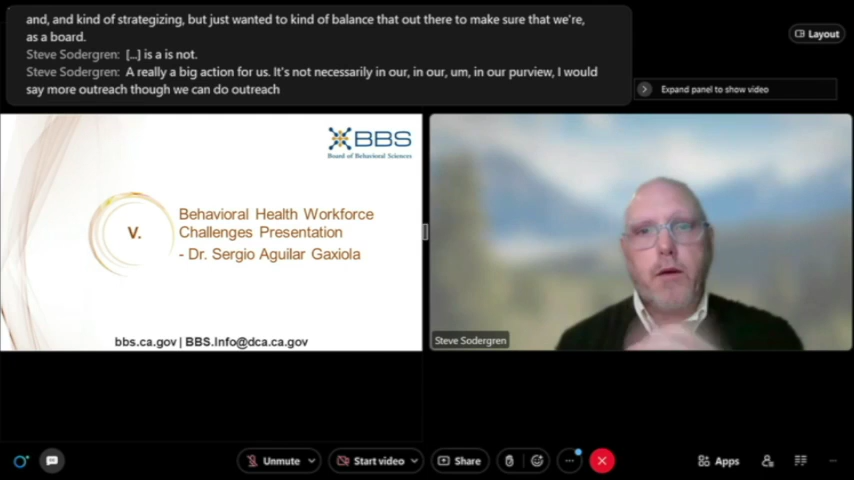 and, and kind of strategizing, but just wanted to kind of balance that out there to make sure that we're,
as a board.
Steve Sodergren: [...] is a is not.
Steve Sodergren: A really a big action for us. It's not necessarily in our, in our, um, in our purview, I would
say more outreach though we can do outreach
Layout
Expand panel to show video
BBS
Board of Behavioral Sciences
V.
Behavioral Health Workforce
Challenges Presentation
- Dr. Sergio Aguilar Gaxiola
bbs.ca.gov | BBS.Info@dca.ca.gov
Steve Sodergren
Unmute
Start video
Share
Apps